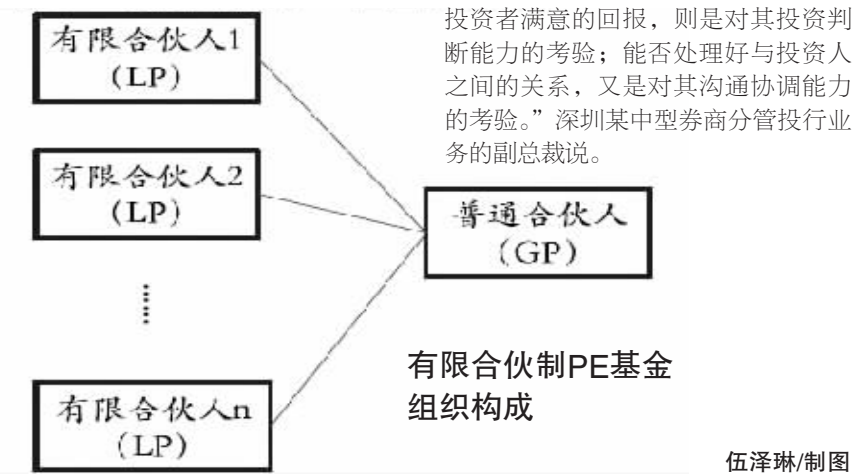 投资者满意的回报，则是对其投资判
断能力的考验；能否处理好与投资人
之间的关系，又是对其沟通协调能力
的考验。”深圳某中型券商分管投行业
务的副总裁说。
有限合伙人1
(LP)
有限合伙人2
(LP)
……
有限合伙人n
(LP)
普通合伙人
(GP)
有限合伙制PE基金
组织构成
伍泽琳/制图